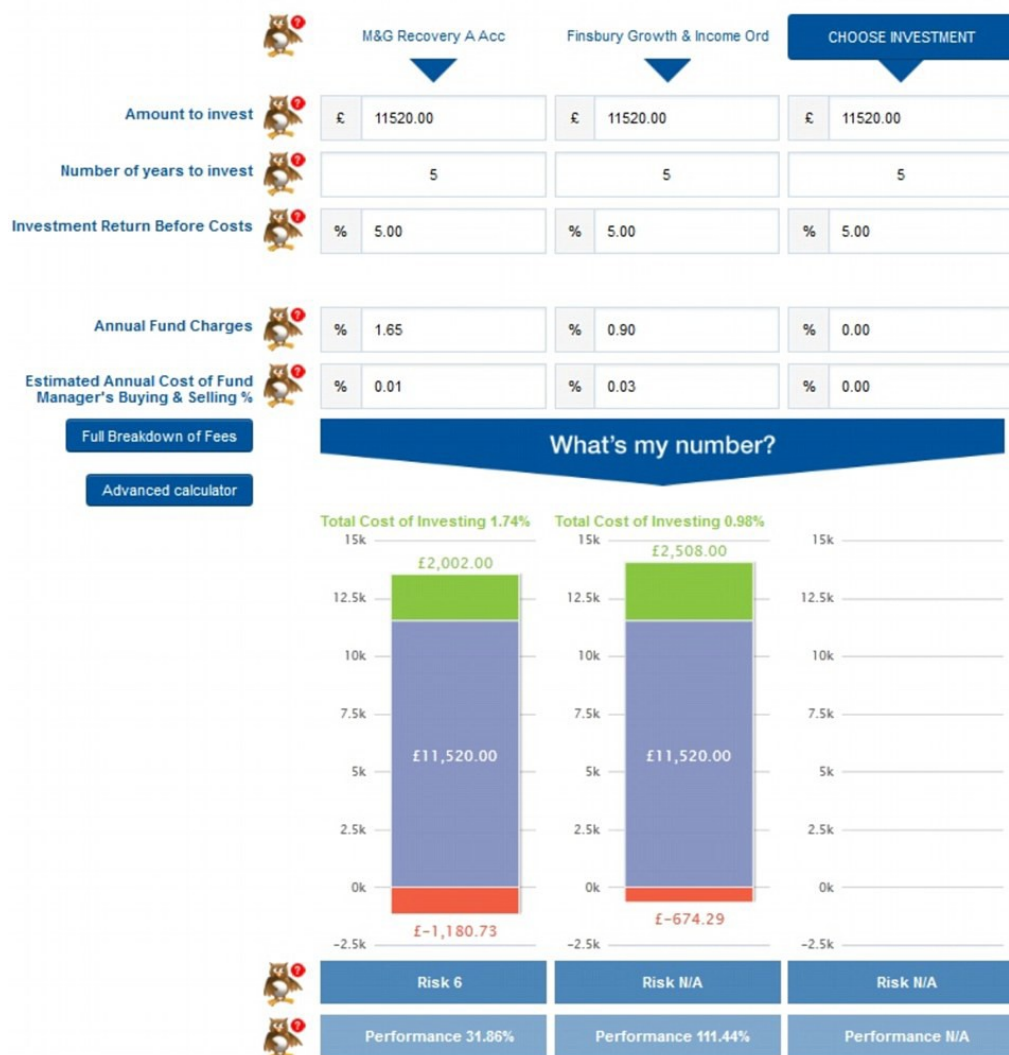 M&G Recovery A Acc
Finsbury Growth & Income Ord
CHOOSE INVESTMENT
Amount to invest
?
£ 11520.00
£ 11520.00
£ 11520.00
Number of years to invest
?
5
5
5
Investment Return Before Costs
?
% 5.00
% 5.00
% 5.00
Annual Fund Charges
?
% 1.65
% 0.90
% 0.00
Estimated Annual Cost of Fund
Manager's Buying & Selling %
?
% 0.01
% 0.03
% 0.00
Full Breakdown of Fees
What's my number?
Advanced calculator
Total Cost of Investing 1.74%
15k
£2,002.00
12.5k
10k
7.5k
£11,520.00
5k
2.5k
0k
£-1,180.73
-2.5k
Total Cost of Investing 0.98%
15k
£2,508.00
12.5k
10k
7.5k
£11,520.00
5k
2.5k
0k
£-674.29
-2.5k
15k
12.5k
10k
7.5k
5k
2.5k
0k
-2.5k
?
Risk 6
Risk N/A
Risk N/A
?
Performance 31.86%
Performance 111.44%
Performance N/A